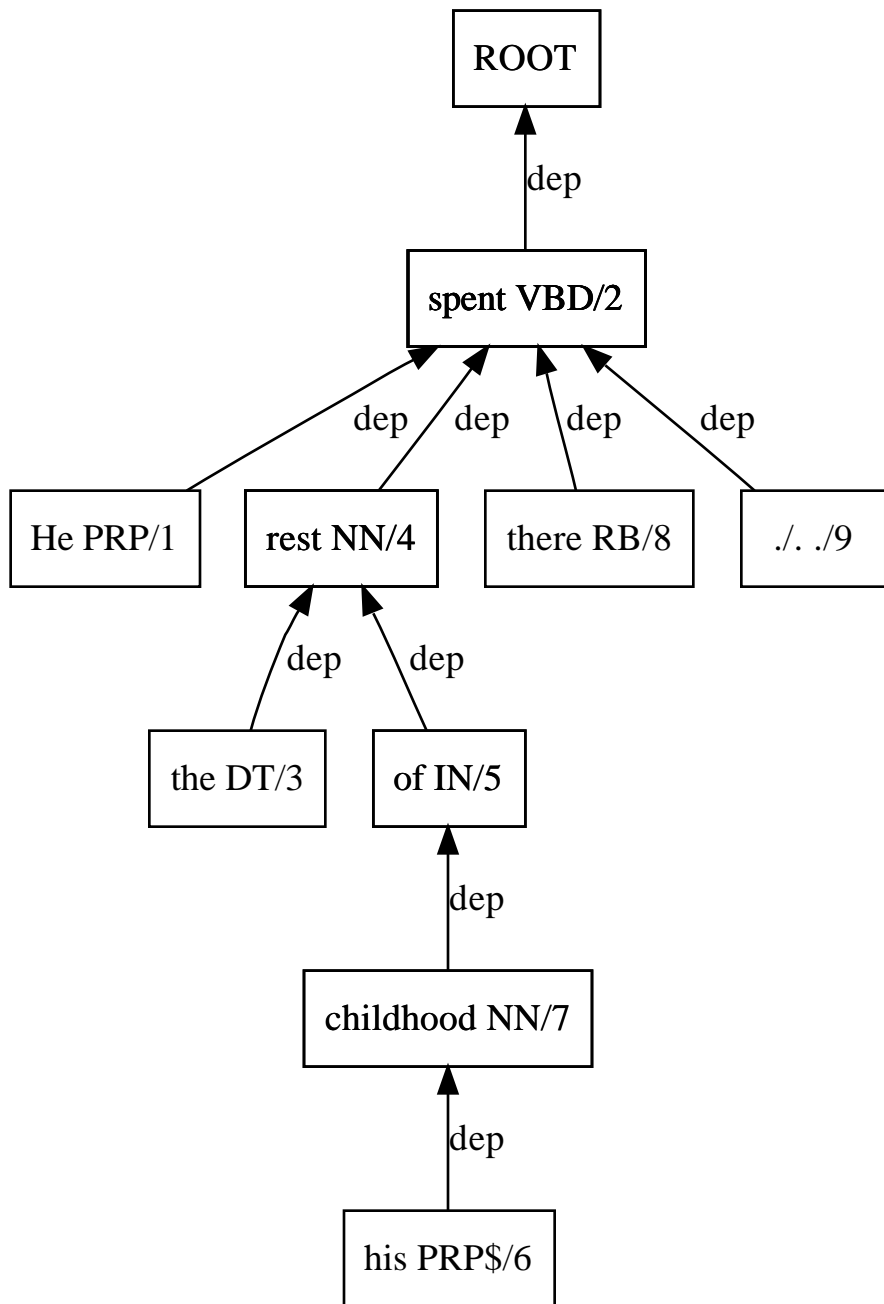 ROOT
dep
spent VBD/2
dep dep dep dep
He PRP/1 rest NN/4 there RB/8 ./. ./9
dep dep
the DT/3 of IN/5
dep
childhood NN/7
dep
his PRP$/6